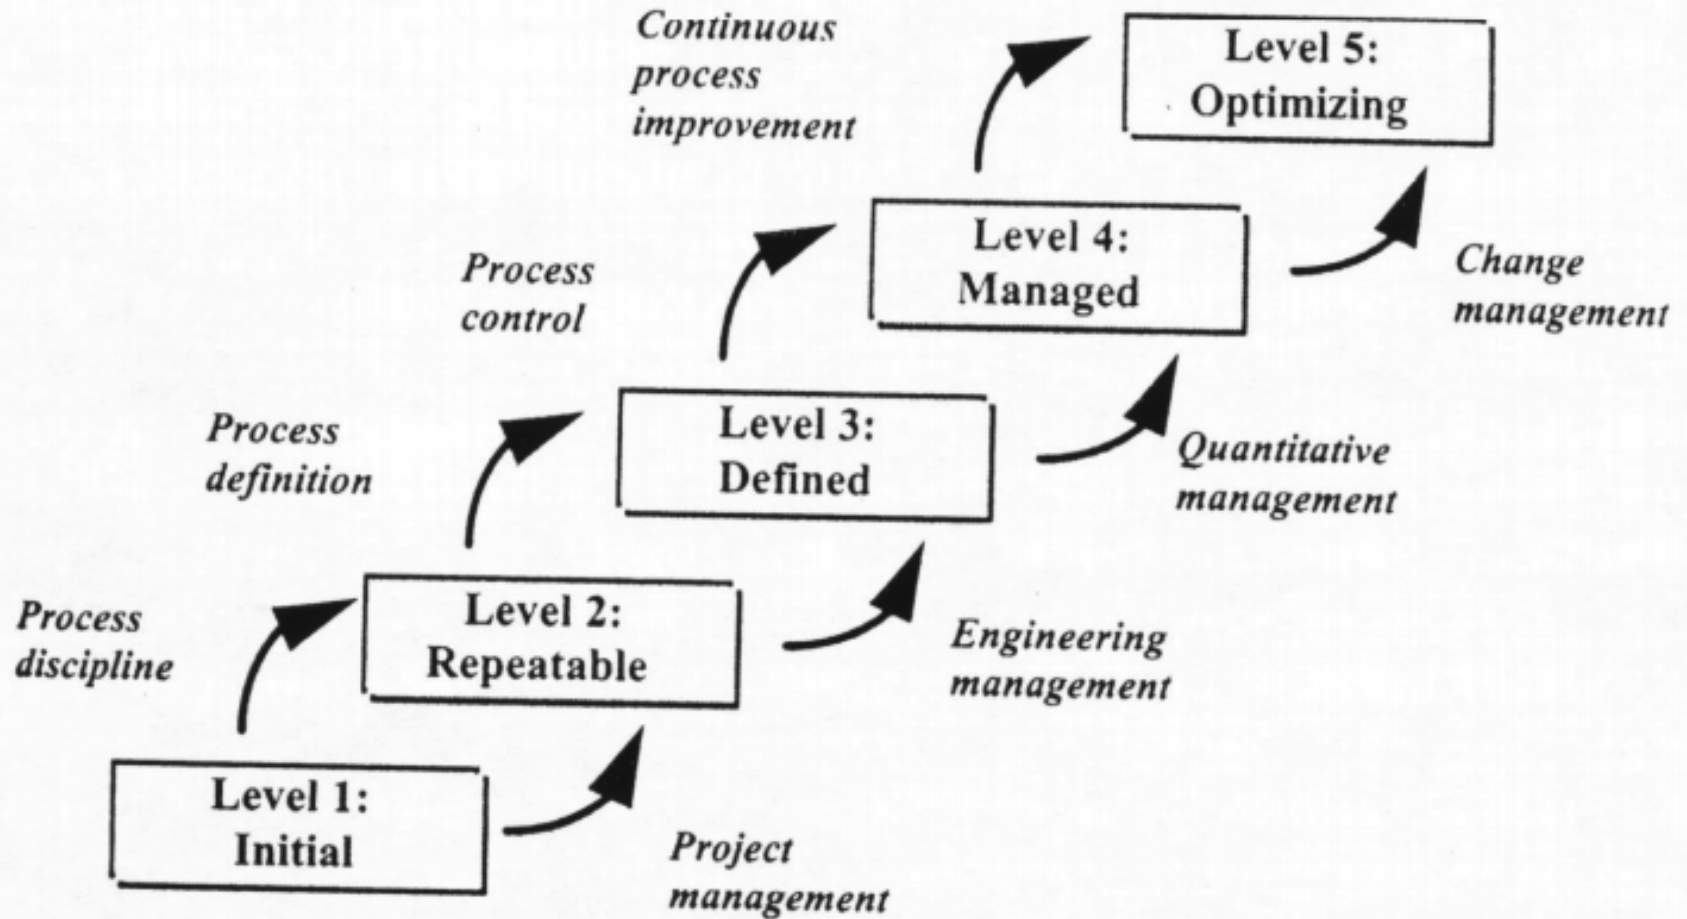 Continuous
process
improvement
Level 5:
Optimizing
Process
control
Level 4:
Managed
Change
management
Process
definition
Level 3:
Defined
Quantitative
management
Process
discipline
Level 2:
Repeatable
Engineering
management
Level 1:
Initial
Project
management